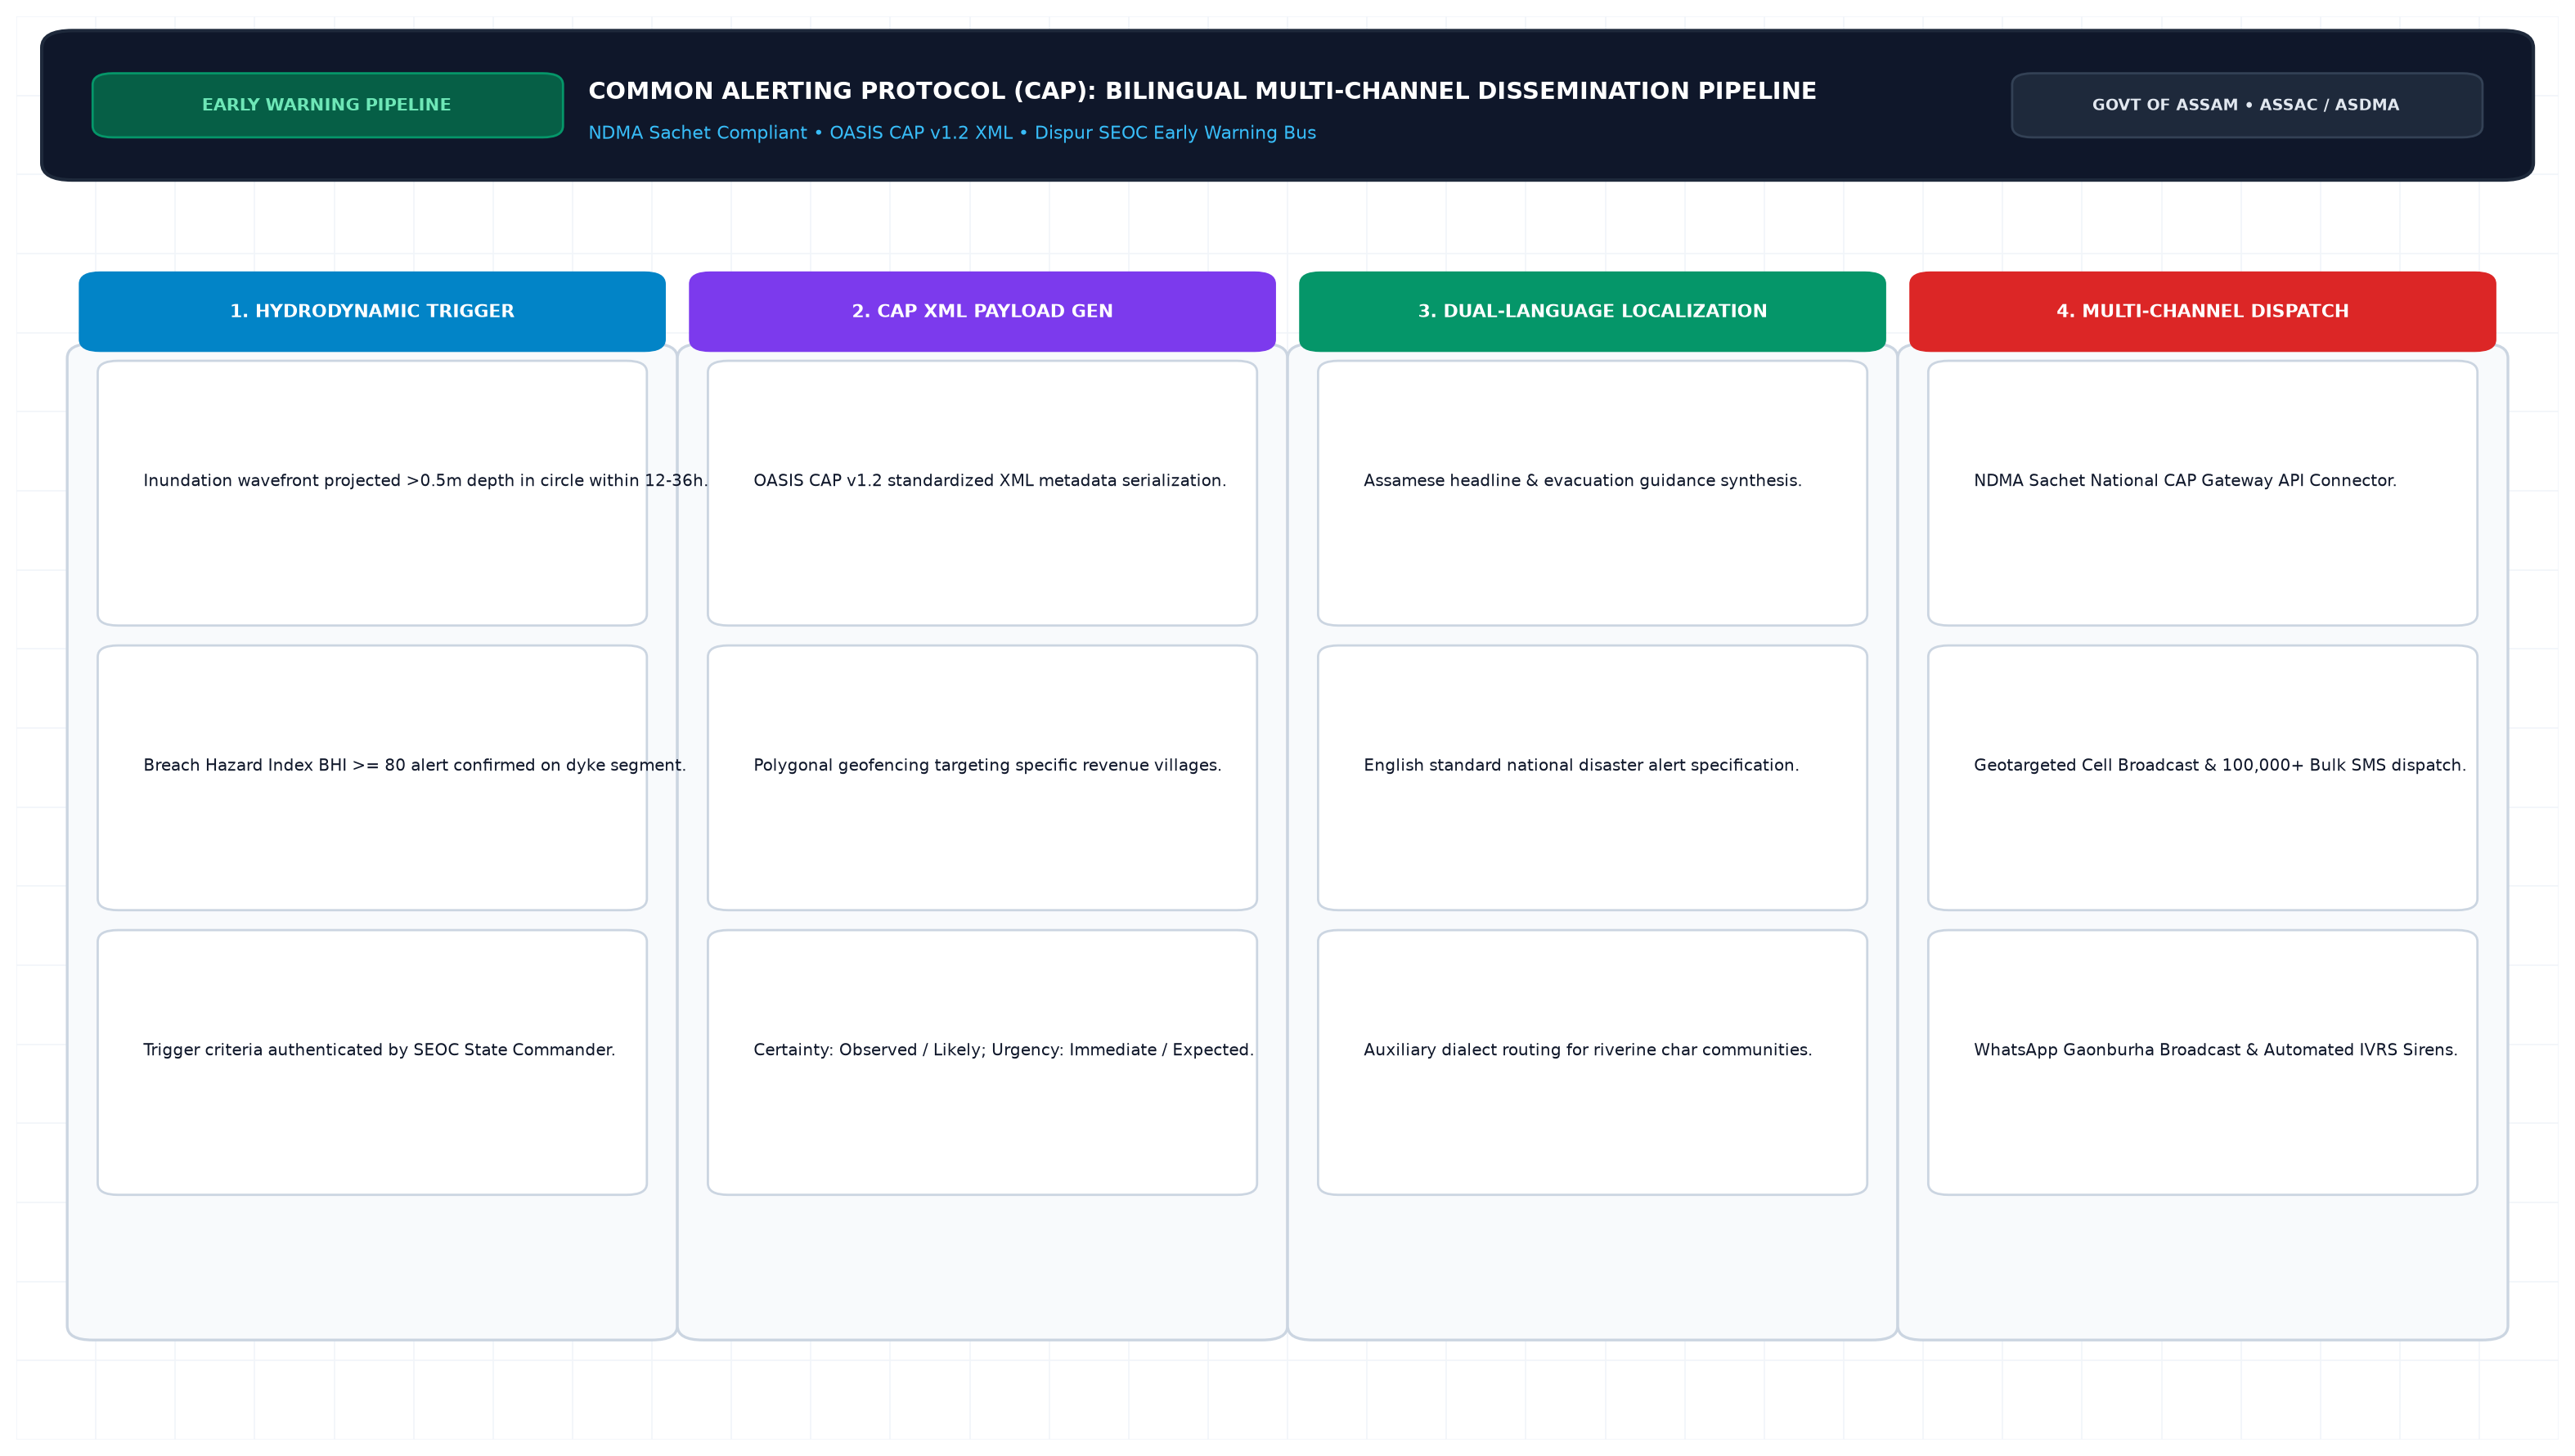 EARLY WARNING PIPELINE
COMMON ALERTING PROTOCOL (CAP): BILINGUAL MULTI-CHANNEL DISSEMINATION PIPELINE
NDMA Sachet Compliant • OASIS CAP v1.2 XML • Dispur SEOC Early Warning Bus
GOVT OF ASSAM • ASSAC / ASDMA
1. HYDRODYNAMIC TRIGGER
Inundation wavefront projected >0.5m depth in circle within 12-36h.
Breach Hazard Index BHI >= 80 alert confirmed on dyke segment.
Trigger criteria authenticated by SEOC State Commander.
2. CAP XML PAYLOAD GEN
OASIS CAP v1.2 standardized XML metadata serialization.
Polygonal geofencing targeting specific revenue villages.
Certainty: Observed / Likely; Urgency: Immediate / Expected.
3. DUAL-LANGUAGE LOCALIZATION
Assamese headline & evacuation guidance synthesis.
English standard national disaster alert specification.
Auxiliary dialect routing for riverine char communities.
4. MULTI-CHANNEL DISPATCH
NDMA Sachet National CAP Gateway API Connector.
Geotargeted Cell Broadcast & 100,000+ Bulk SMS dispatch.
WhatsApp Gaonburha Broadcast & Automated IVRS Sirens.